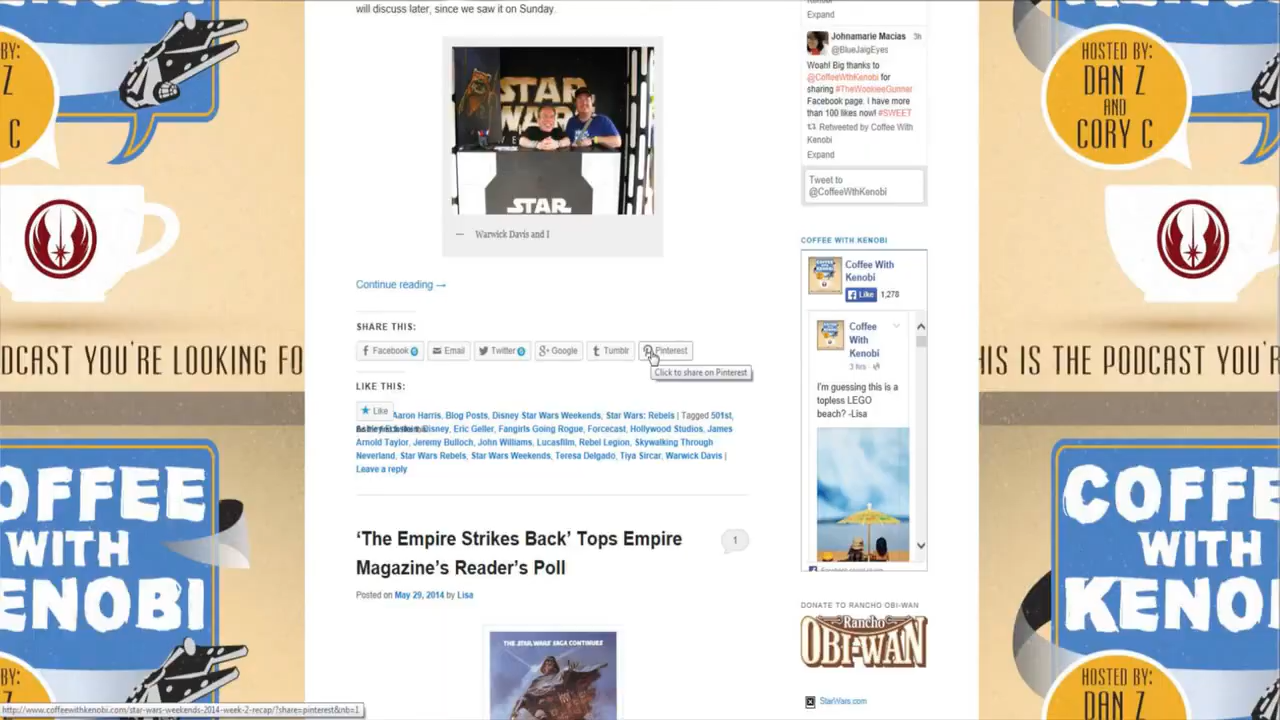 will discuss later, since we saw it on Sunday.
STAR
WARS
STAR
— Warwick Davis and I
Continue reading →
SHARE THIS:
Facebook 0 Email Twitter 0 Google Tumblr Pinterest
Click to share on Pinterest
LIKE THIS:
Like
Aaron Harris, Blog Posts, Disney Star Wars Weekends, Star Wars: Rebels | Tagged 501st,
Disney, Eric Geller, Fangirls Going Rogue, Forcecast, Hollywood Studios, James
Arnold Taylor, Jeremy Bulloch, John Williams, Lucasfilm, Rebel Legion, Skywalking Through
Neverland, Star Wars Rebels, Star Wars Weekends, Teresa Delgado, Tiya Sircar, Warwick Davis |
Leave a reply
‘The Empire Strikes Back’ Tops Empire
Magazine’s Reader’s Poll
1
Posted on May 29, 2014 by Lisa
THE STAR WARS SAGA CONTINUES
Expand
Johnamarie Macias 3h
@BlueJaigEyes
Woah! Big thanks to
@CoffeeWthKenobi for
sharing #TheWookieeGunner
Facebook page. I have more
than 100 likes now! #SWEET
Retweeted by Coffee With
Kenobi
Expand
Tweet to
@CoffeeWthKenobi
COFFEE WITH KENOBI
Coffee With
Kenobi
Like 1,278
Coffee
With
Kenobi
3 hrs
I'm guessing this is a
topless LEGO
beach? -Lisa
DONATE TO RANCHO OBI-WAN
Rancho
OBI-WAN
StarWars.com
BY:
Z
C
DCAST YOU'RE LOOKING FO
COFFEE
WITH
KENOBI
BY:
Z
HOSTED BY:
DAN Z
AND
CORY C
HIS IS THE PODCAST YOU'R
COFFE
WITH
KENO
HOSTED BY:
DAN Z
http://www.coffeewithkenobi.com/star-wars-weekends-2014-week-2-recap/?share=pinterest&nb=1